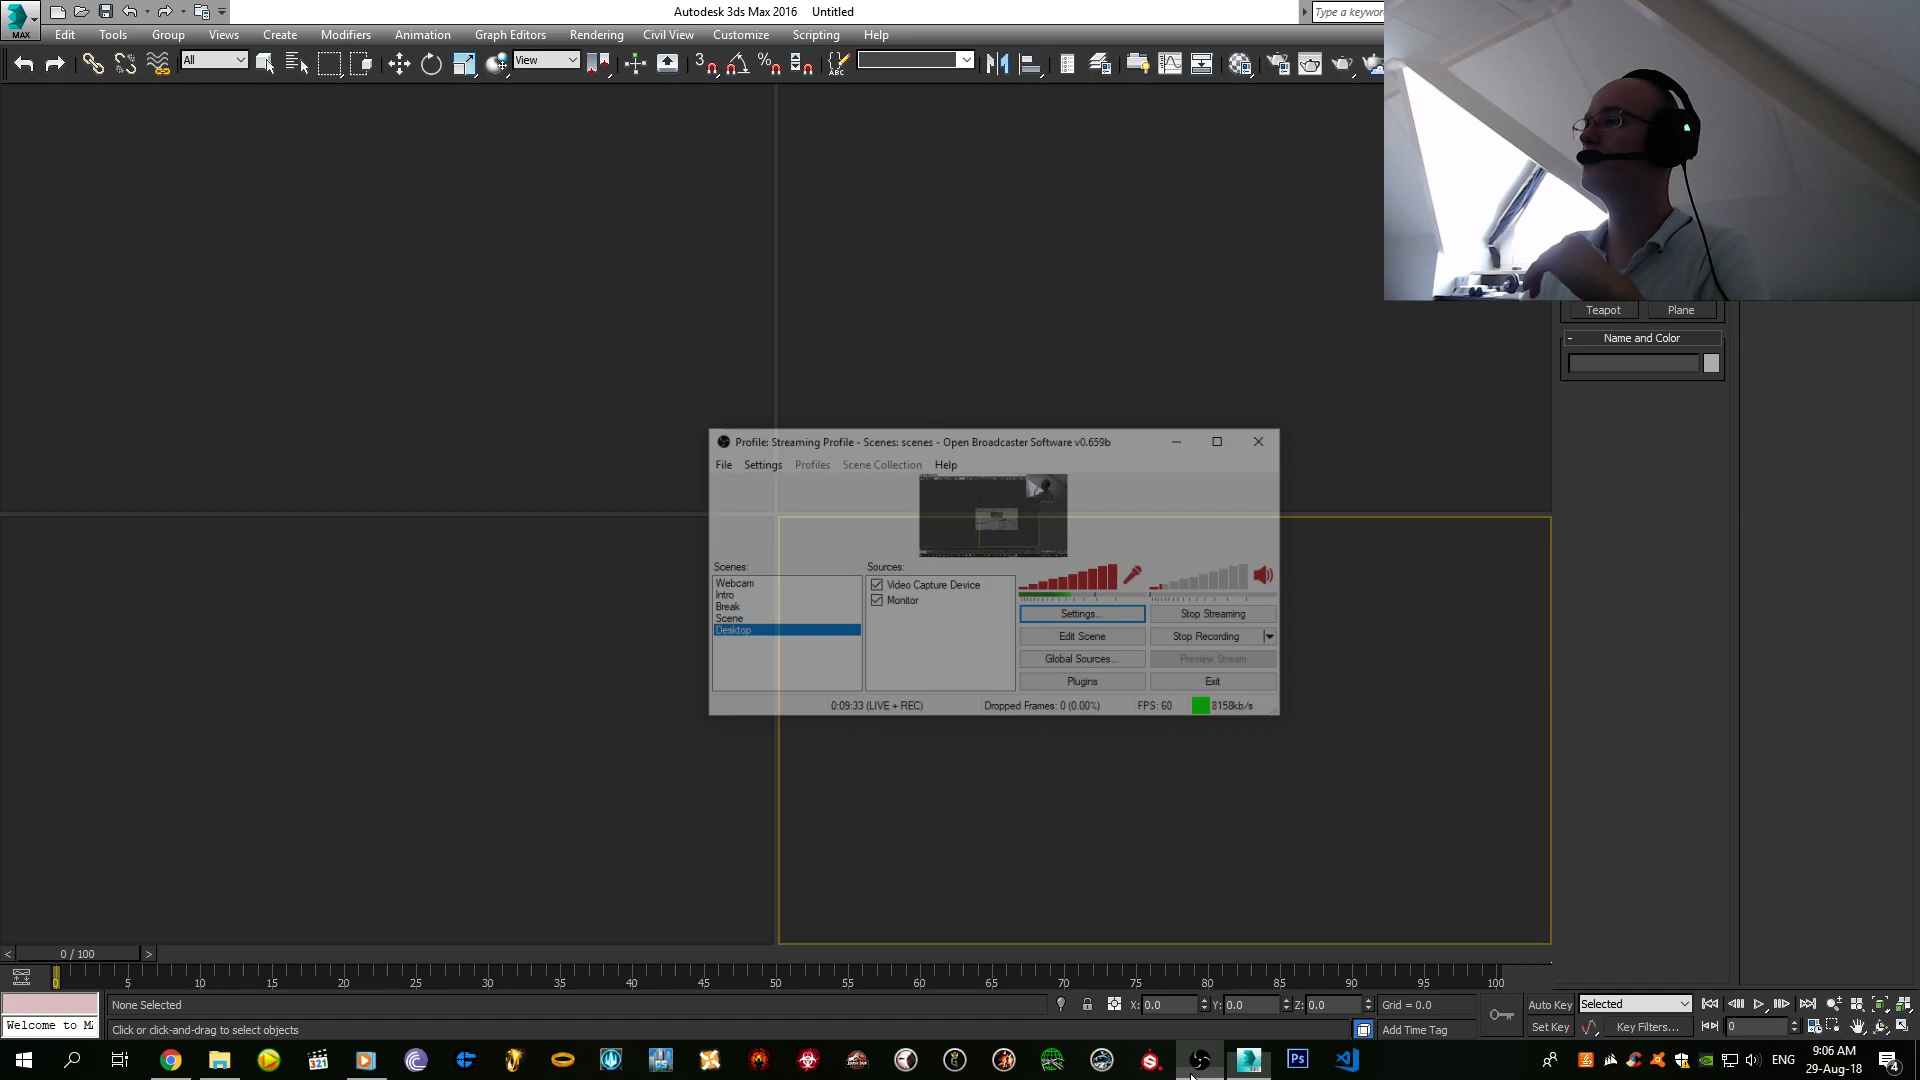 Autodesk 3ds Max 2016 Untitled
Type a keywor
MAX
Edit Tools Group Views Create Modifiers Animation Graph Editors Rendering Civil View Customize Scripting Help
All
View
3
ABC
Teapot Plane
- Name and Color
Profile: Streaming Profile - Scenes: scenes - Open Broadcaster Software v0.659b
File Settings Profiles Scene Collection Help
Scenes:
Webcam
Intro
Break
Scene
Desktop
Sources:
Video Capture Device
Monitor
Settings... Stop Streaming
Edit Scene Stop Recording
Global Sources... Preview Stream
Plugins Exit
0:09:33 (LIVE + REC) Dropped Frames: 0 (0.00%) FPS: 60 8158kb/s
< 0 / 100 >
0 5 10 15 20 25 30 35 40 45 50 55 60 65 70 75 80 85 90 95 100
None Selected X: 0.0 Y: 0.0 Z: 0.0 Grid = 0.0 Auto Key Selected
Welcome to M
Click or click-and-drag to select objects Add Time Tag Set Key Key Filters... 0
321
Ps
ENG
9:06 AM
29-Aug-18
4